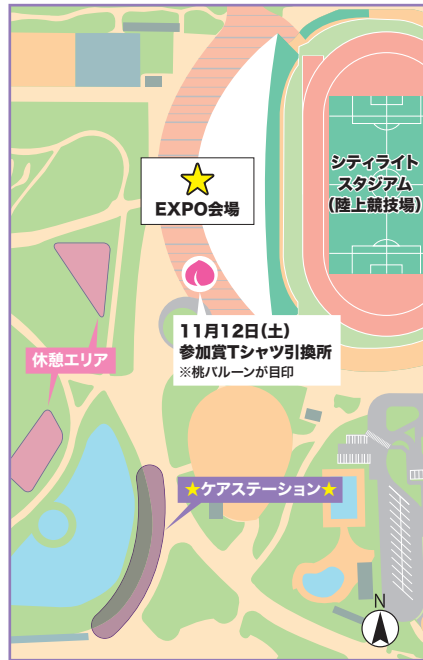 シティライト
スタジアム
(陸上競技場)
EXPO会場
11月12日(土)
参加賞Tシャツ引換所
※桃バルーンが目印
休憩エリア
★ケアステーション★
N